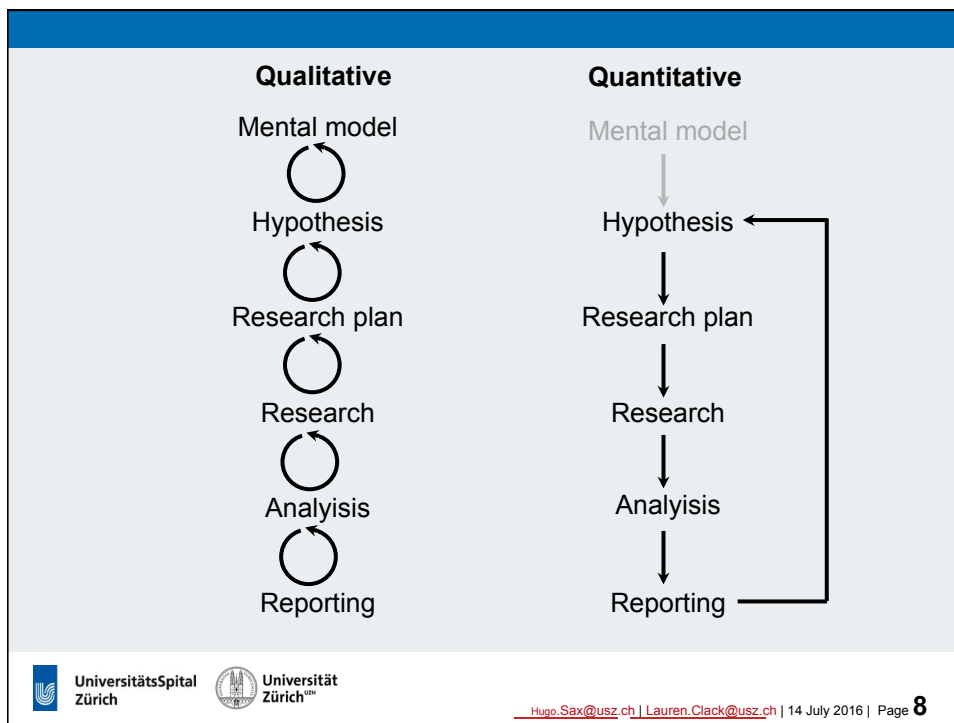 Qualitative
Mental model
Hypothesis
Research plan
Research
Analyisis
Reporting
Quantitative
Mental model
Hypothesis
Research plan
Research
Analyisis
Reporting
UniversitätsSpital
Zürich
Universität
Zürich UZH
Hugo.Sax@usz.ch | Lauren.Clack@usz.ch | 14 July 2016 | Page 8